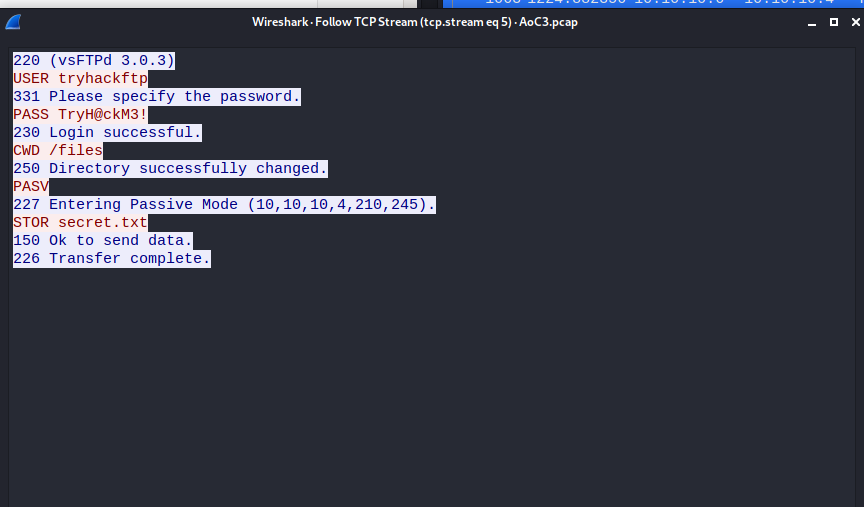 Wireshark · Follow TCP Stream (tcp.stream eq 5) · AoC3.pcap
220 (vsFTPd 3.0.3)
USER tryhackftp
331 Please specify the password.
PASS TryH@ckM3!
230 Login successful.
CWD /files
250 Directory successfully changed.
PASV
227 Entering Passive Mode (10,10,10,4,210,245).
STOR secret.txt
150 Ok to send data.
226 Transfer complete.